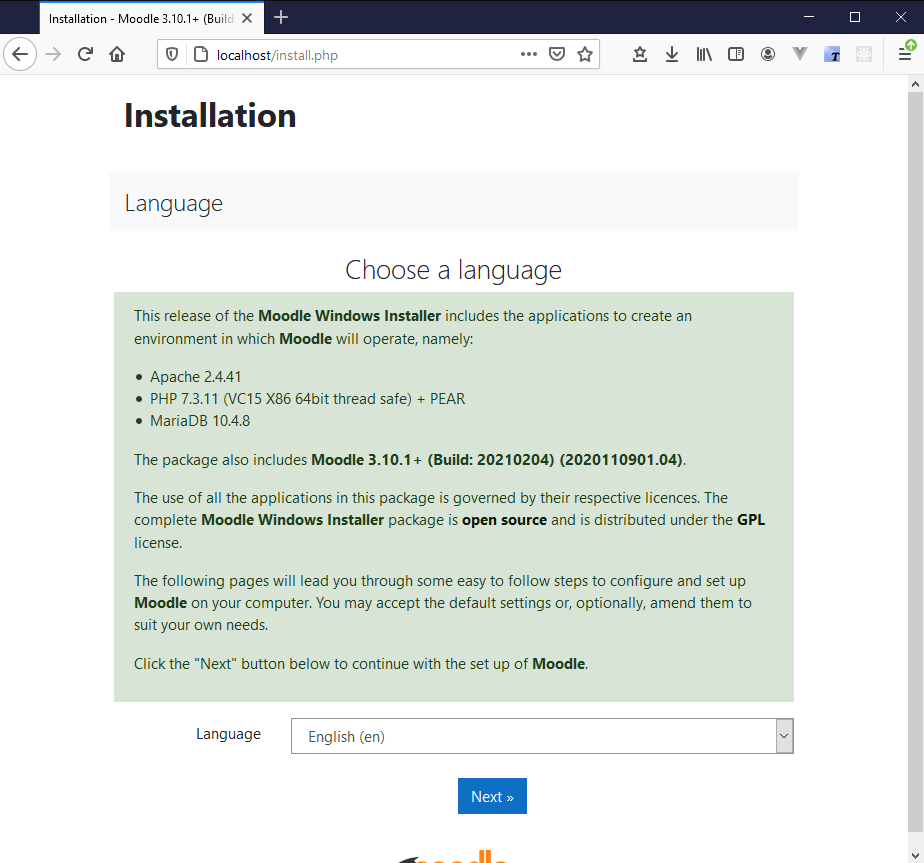 Installation - Moodle 3.10.1+ (Build:
localhost/install.php
Installation
Language
Choose a language
This release of the Moodle Windows Installer includes the applications to create an
environment in which Moodle will operate, namely:
• Apache 2.4.41
• PHP 7.3.11 (VC15 X86 64bit thread safe) + PEAR
• MariaDB 10.4.8
The package also includes Moodle 3.10.1+ (Build: 20210204) (2020110901.04).
The use of all the applications in this package is governed by their respective licences. The
complete Moodle Windows Installer package is open source and is distributed under the GPL
license.
The following pages will lead you through some easy to follow steps to configure and set up
Moodle on your computer. You may accept the default settings or, optionally, amend them to
suit your own needs.
Click the "Next" button below to continue with the set up of Moodle.
Language
English (en)
Next »
moodle